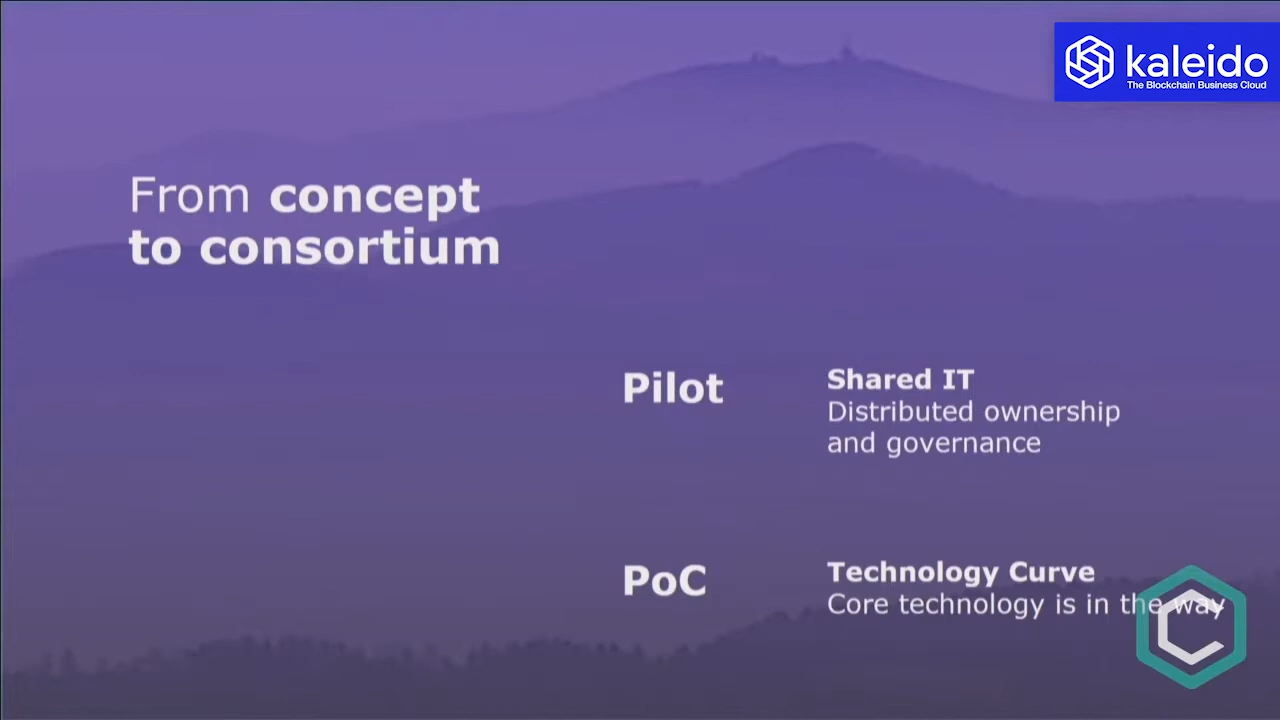 kaleido
The Blockchain Business Cloud
From concept
to consortium
Pilot
Shared IT
Distributed ownership
and governance
PoC
Technology Curve
Core technology is in the way